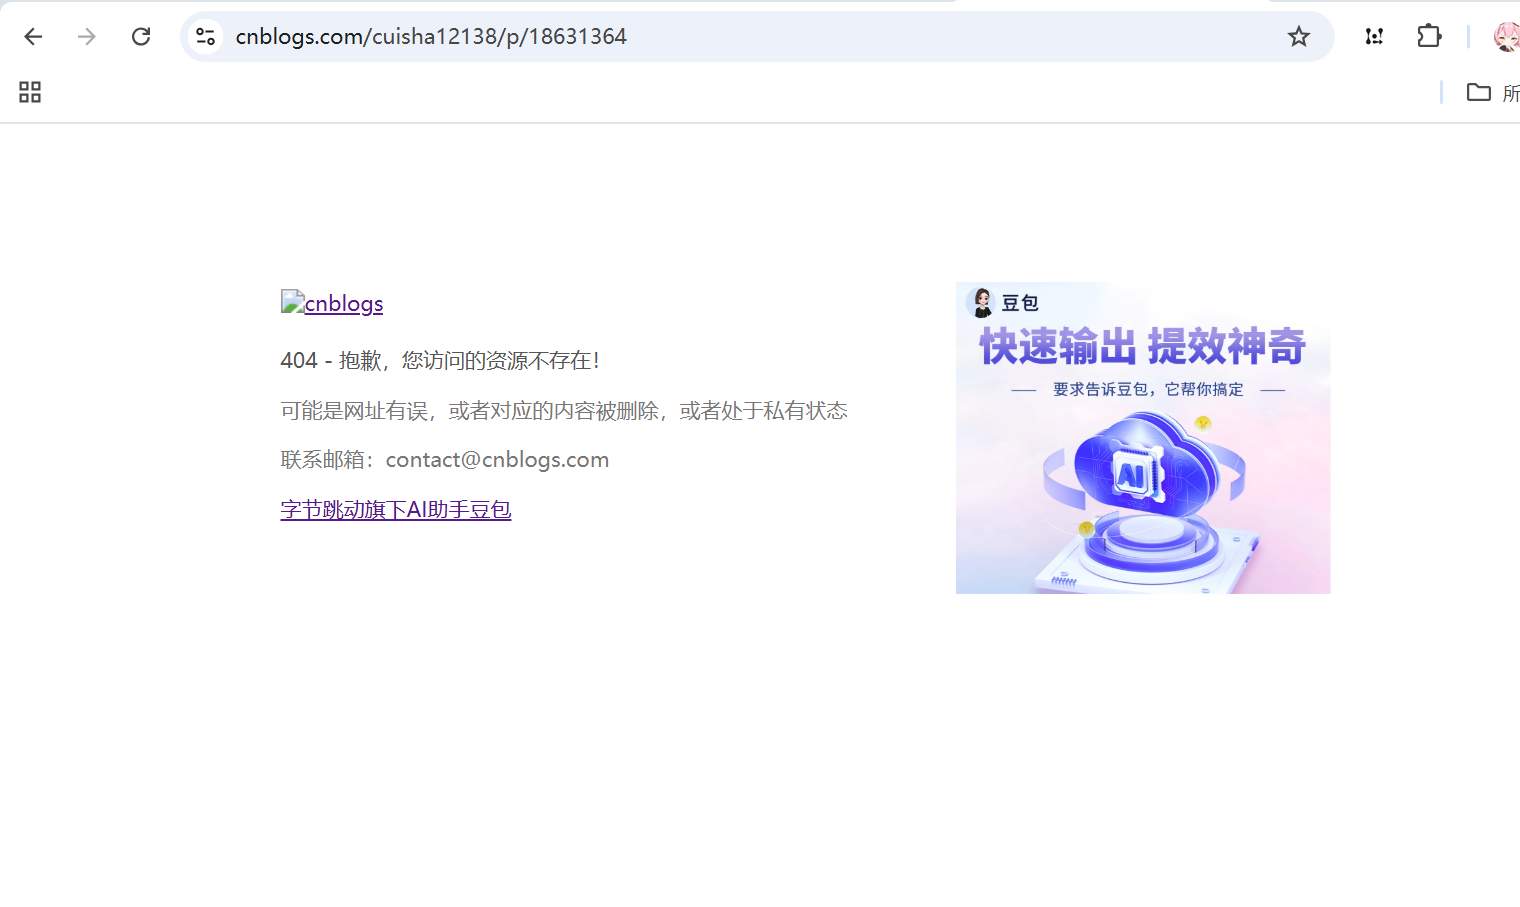 cnblogs.com/cuisha12138/p/18631364
所
cnblogs
404 - 抱歉，您访问的资源不存在！
可能是网址有误，或者对应的内容被删除，或者处于私有状态
联系邮箱：contact@cnblogs.com
字节跳动旗下AI助手豆包
豆包
快速输出 提效神奇
要求告诉豆包，它帮你搞定
AI